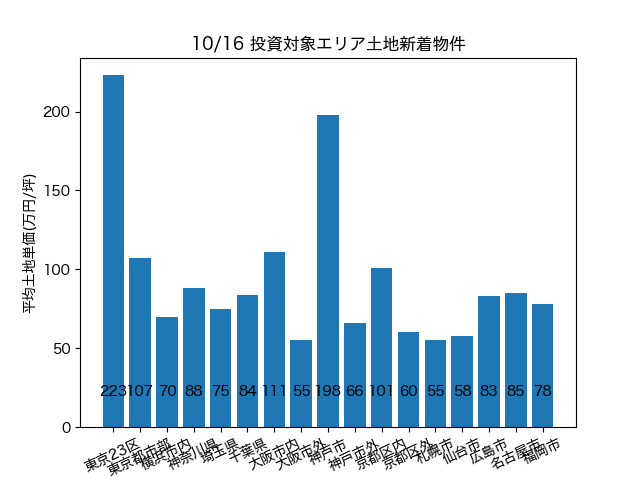 10/16 投資対象エリア土地新着物件
平均土地単価(万円/坪)
200
150
100
50
0
223 107 70 88 75 84 111 55 198 66 101 60 55 58 83 85 78
東京23区
東京都市部
横浜市内
神奈川県
埼玉県
千葉県
大阪市内
大阪市外
神戸市
神戸市外
京都区内
京都区外
札幌市
仙台市
広島市
名古屋市
福岡市